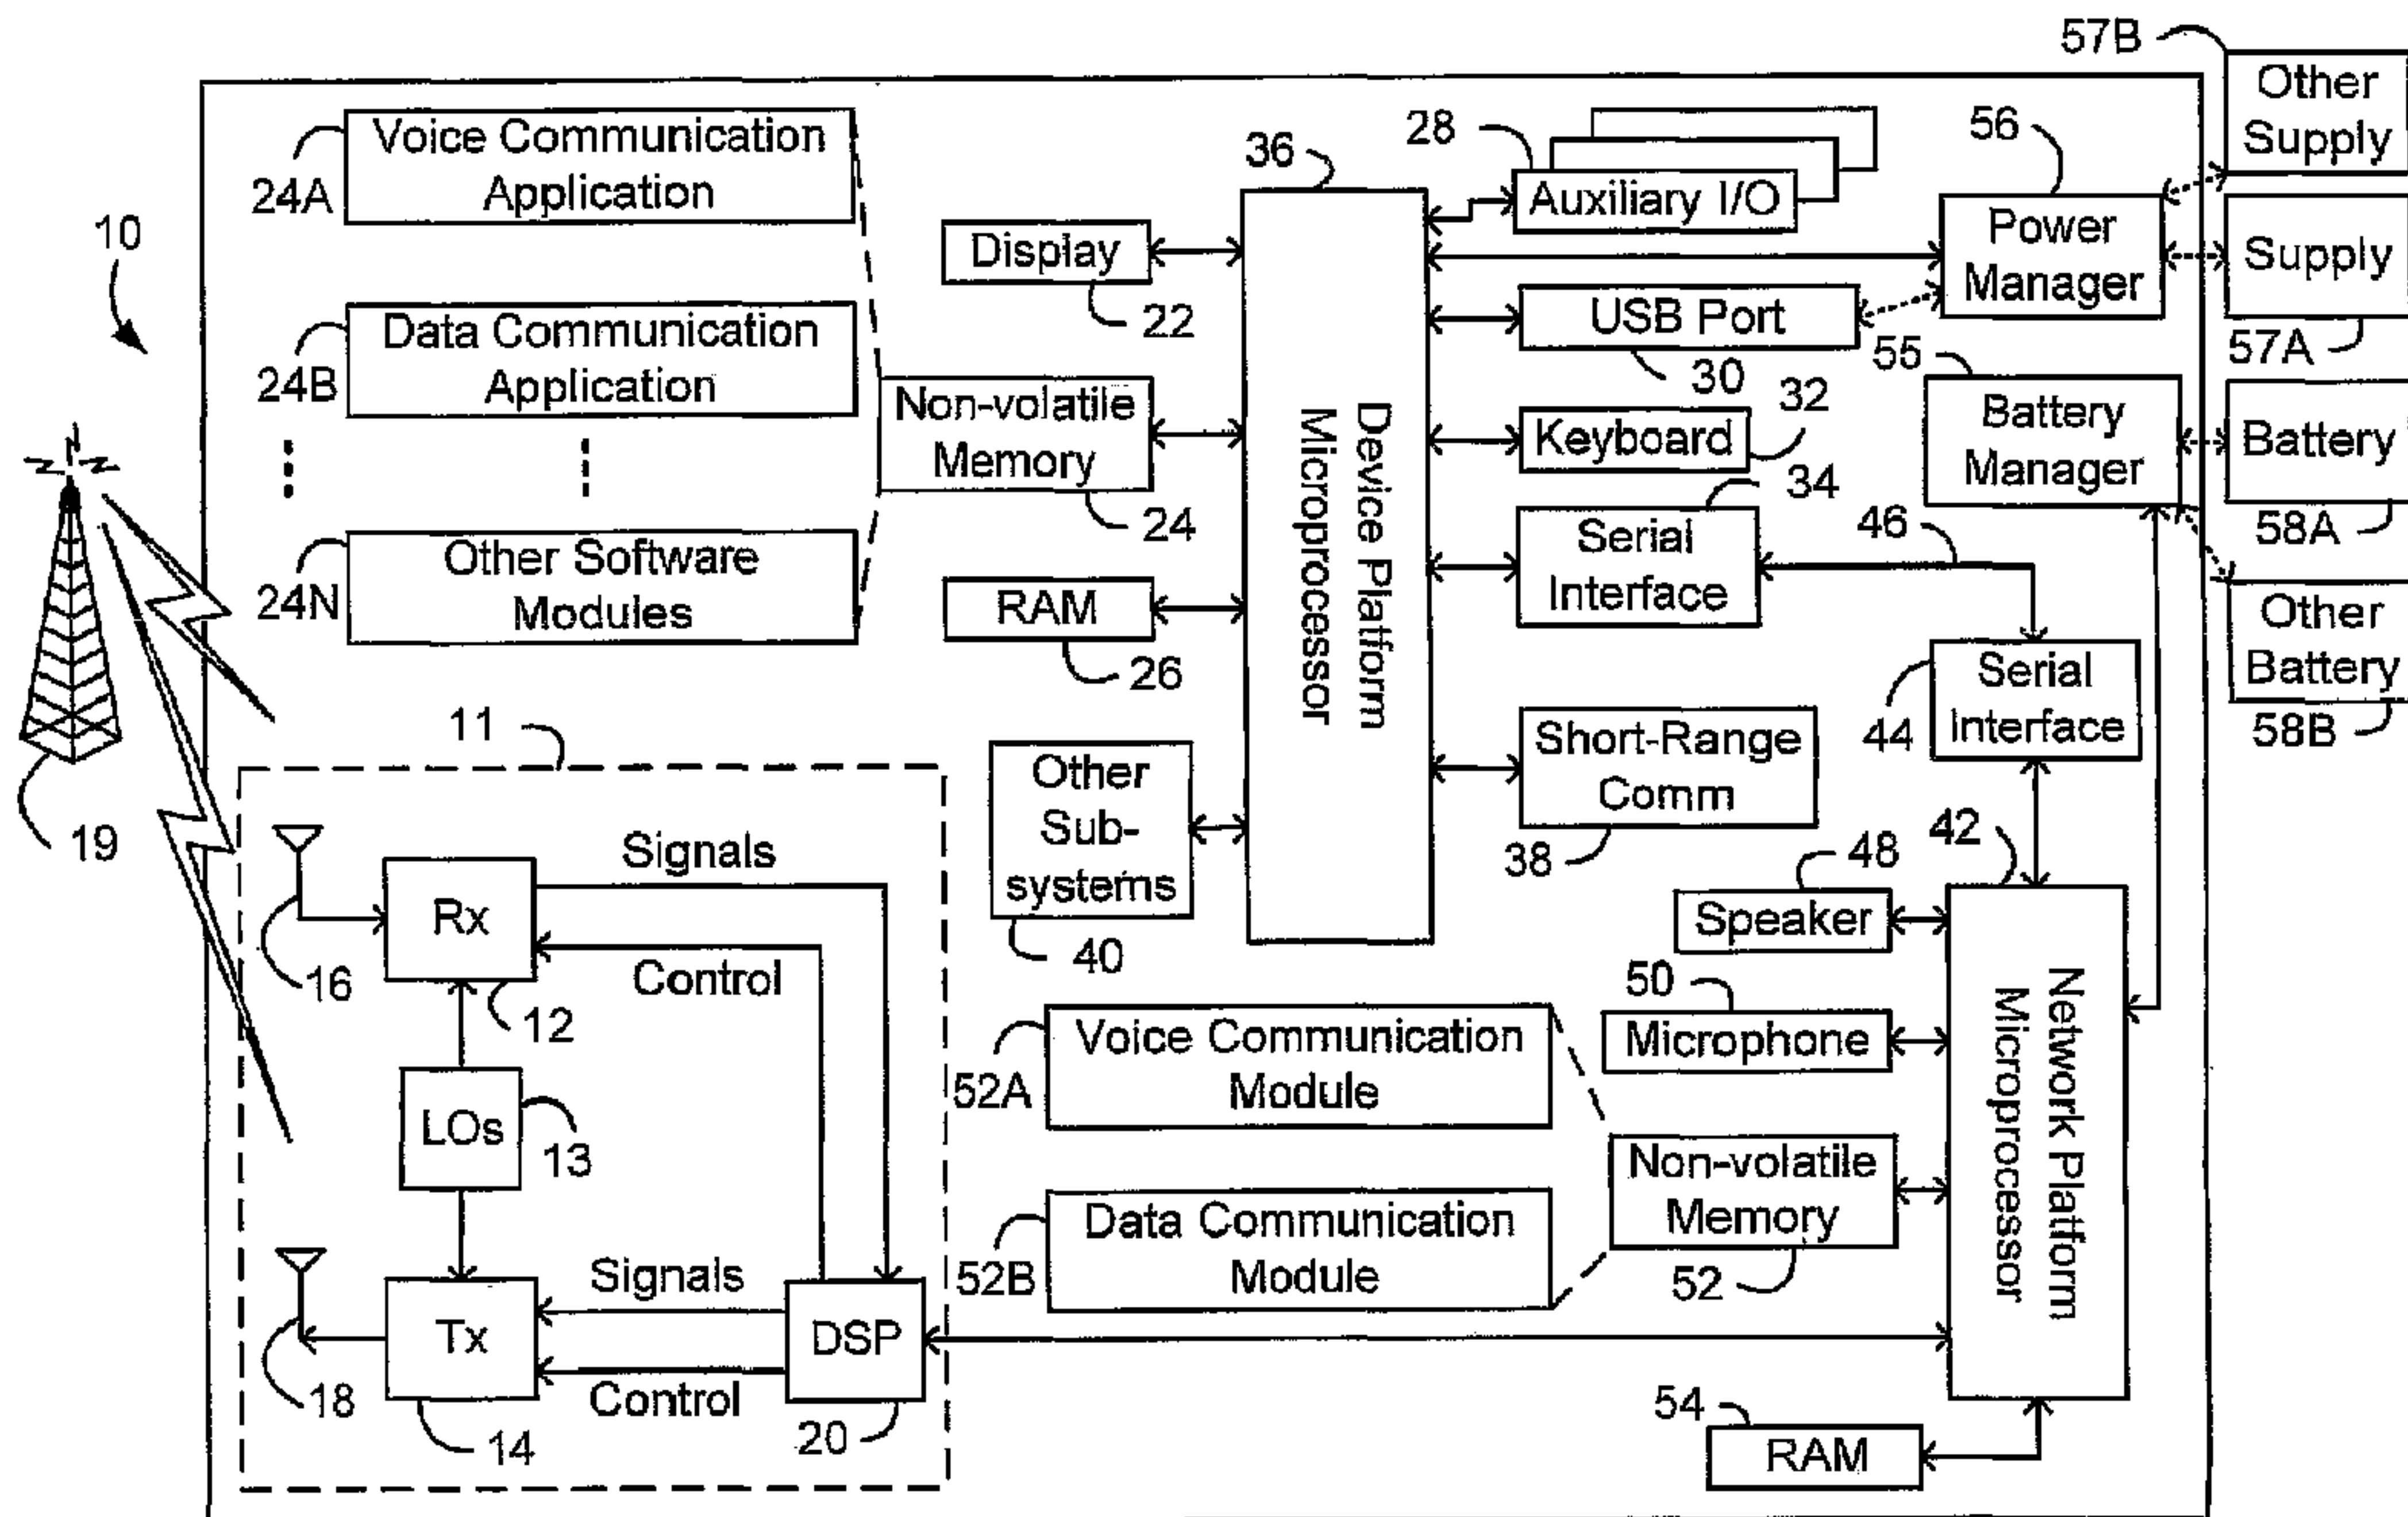 57B
Other
Supply
Voice Communication
Application
24A
10
Data Communication
Application
24B
Other Software
Modules
24N
19
Display
22
Non-volatile
Memory
24
RAM
26
Other
Sub-
systems
40
36
Device Platform
Microprocessor
28
Auxiliary I/O
USB Port
30
Keyboard
32
Serial
Interface
34
Short-Range
Comm
38
56
Power
Manager
Supply
57A
55
Battery
Manager
Battery
58A
Other
Battery
58B
46
Serial
Interface
44
42
Network Platform
Microprocessor
48
Speaker
50
Microphone
Voice Communication
Module
52A
Data Communication
Module
52B
Non-volatile
Memory
52
54
RAM
11
16
Rx
12
Signals
Control
LOs
13
18
Tx
14
Signals
Control
DSP
20